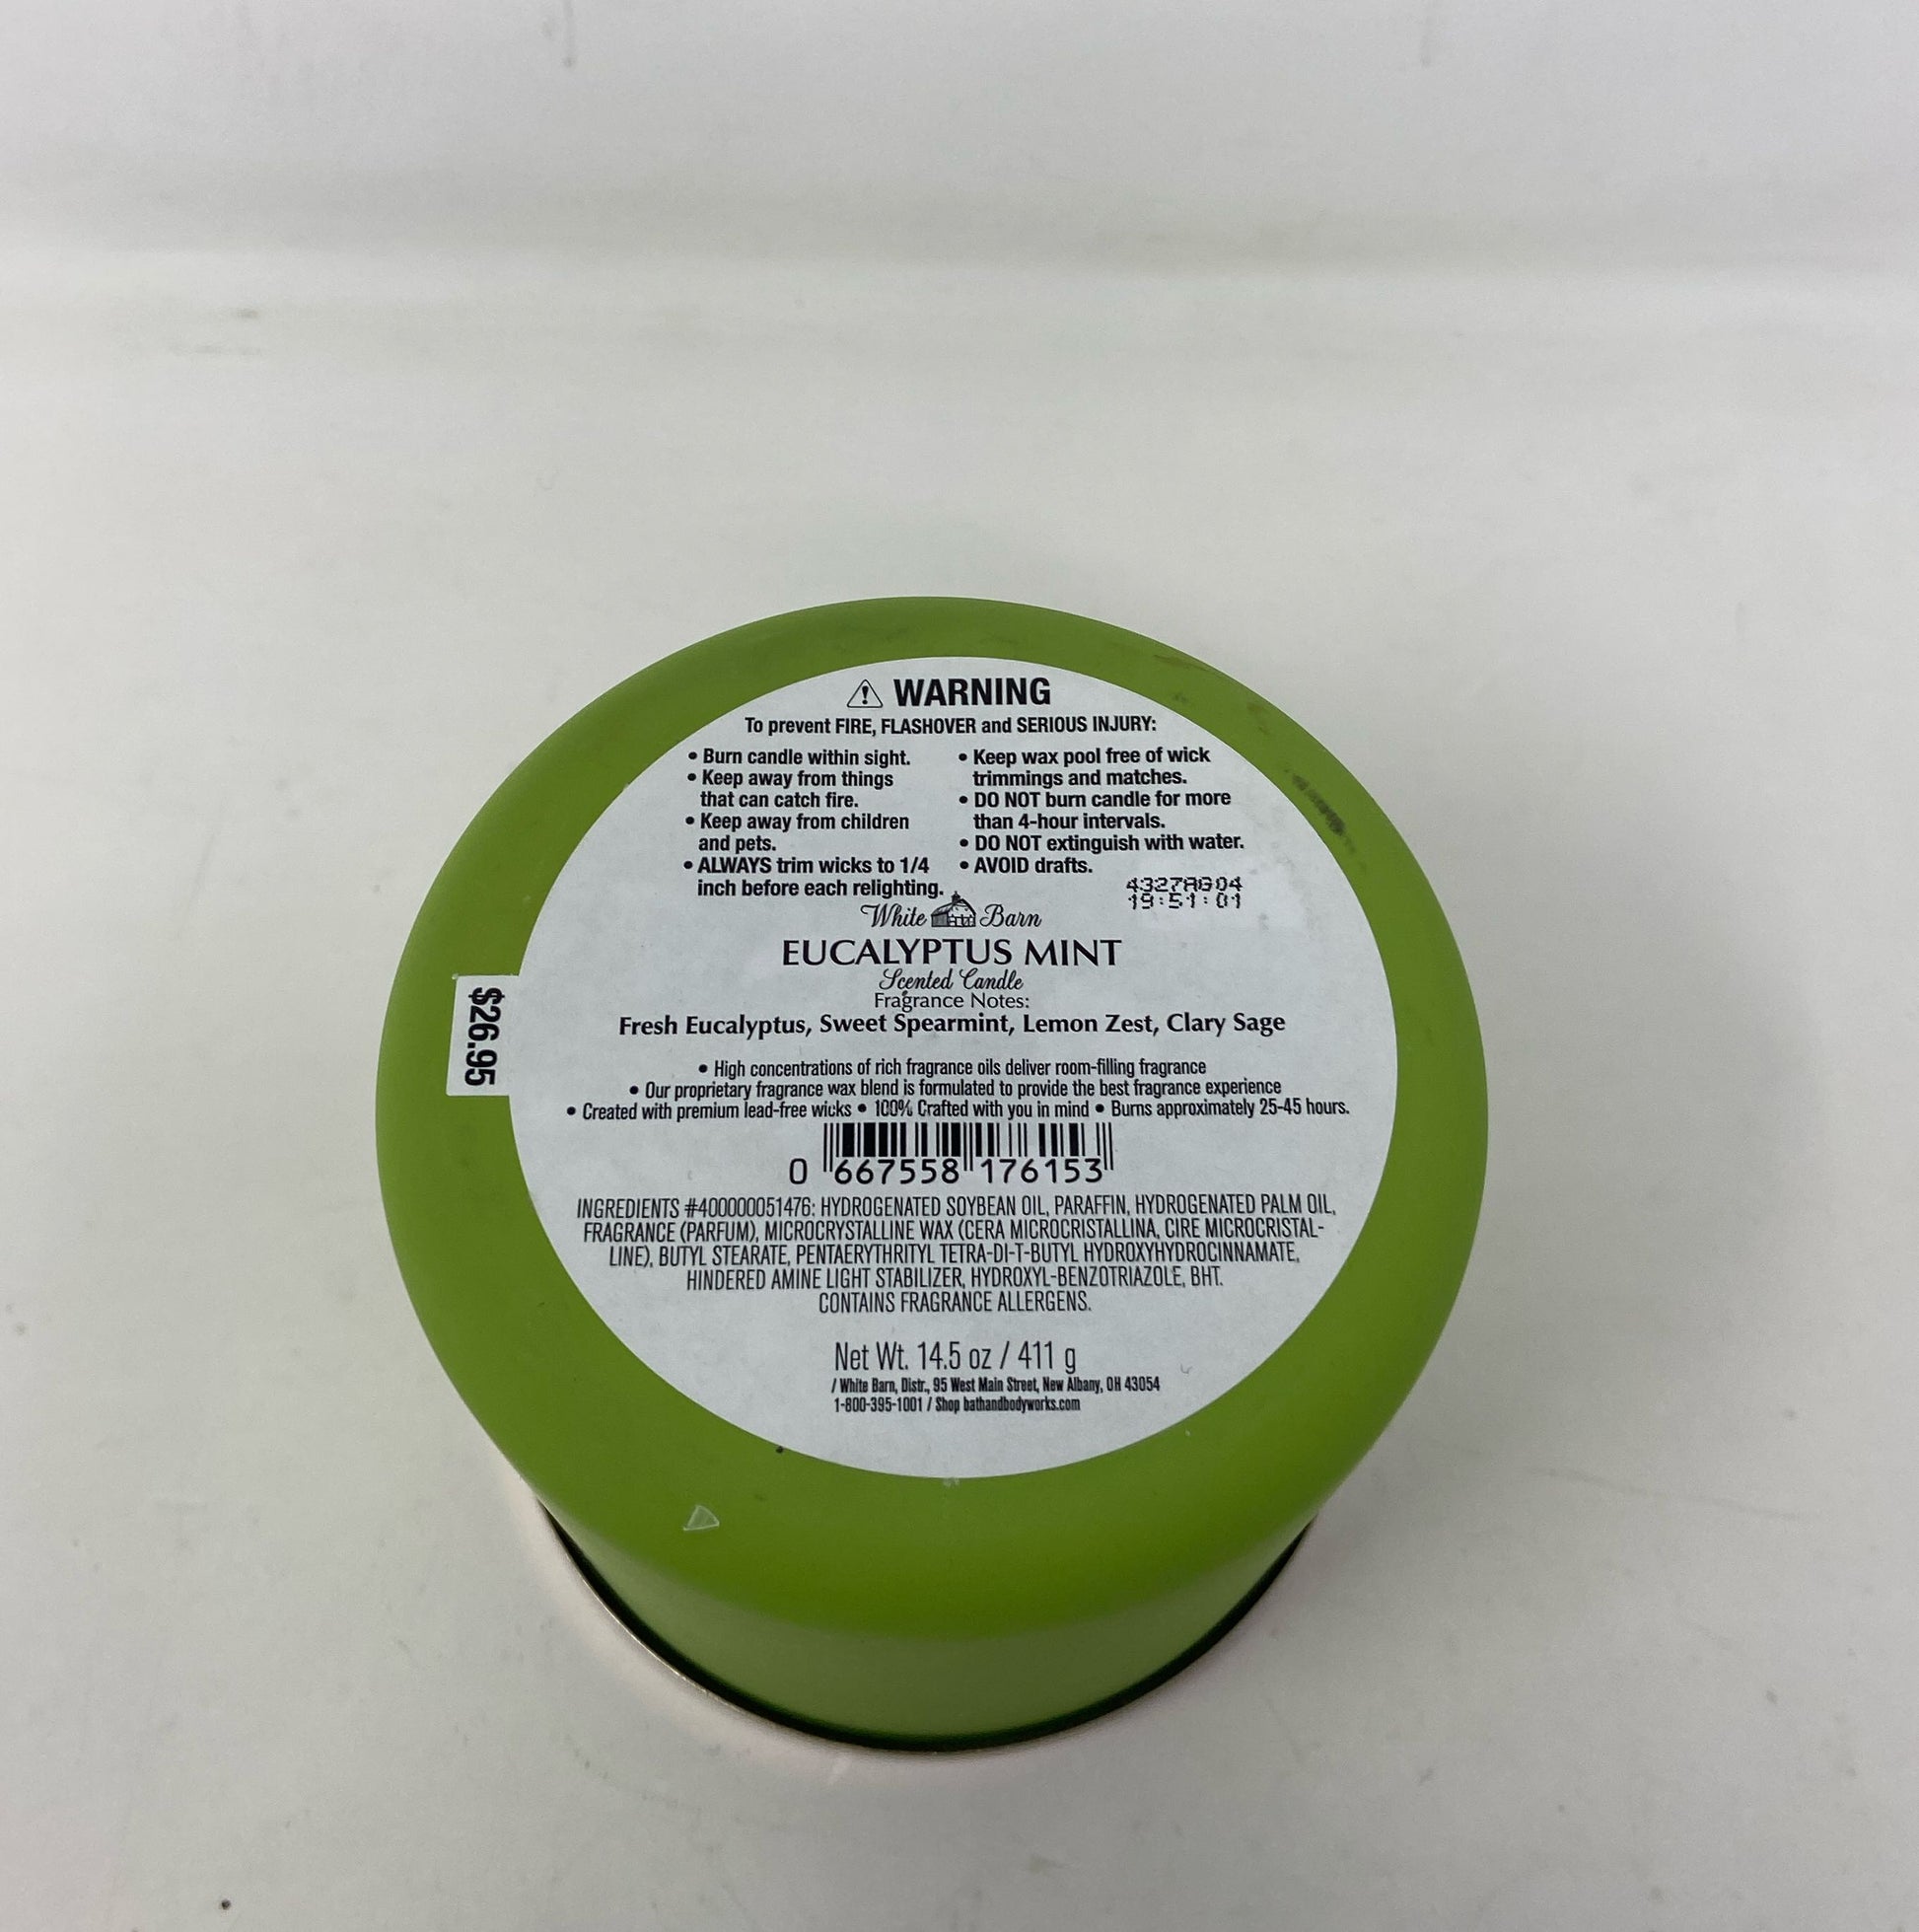 WARNING
To prevent FIRE, FLASHOVER and SERIOUS INJURY:
• Burn candle within sight.
• Keep away from things
that can catch fire.
• Keep away from children
and pets.
• ALWAYS trim wicks to 1/4
inch before each relighting.
• Keep wax pool free of wick
trimmings and matches.
• DO NOT burn candle for more
than 4-hour intervals.
• DO NOT extinguish with water.
• AVOID drafts.
4327AG04
19:51:01
White Barn
EUCALYPTUS MINT
Scented Candle
Fragrance Notes:
Fresh Eucalyptus, Sweet Spearmint, Lemon Zest, Clary Sage
$26.95
• High concentrations of rich fragrance oils deliver room-filling fragrance
• Our proprietary fragrance wax blend is formulated to provide the best fragrance experience
• Created with premium lead-free wicks • 100% Crafted with you in mind • Burns approximately 25-45 hours.
0 667558 176153
INGREDIENTS #400000051476: HYDROGENATED SOYBEAN OIL, PARAFFIN, HYDROGENATED PALM OIL,
FRAGRANCE (PARFUM), MICROCRYSTALLINE WAX (CERA MICROCRISTALLINA, CIRE MICROCRISTAL-
LINE), BUTYL STEARATE, PENTAERYTHRITYL TETRA-DI-T-BUTYL HYDROXYHYDROCINNAMATE,
HINDERED AMINE LIGHT STABILIZER, HYDROXYL-BENZOTRIAZOLE, BHT.
CONTAINS FRAGRANCE ALLERGENS.
Net Wt. 14.5 oz / 411 g
/ White Barn, Distr., 95 West Main Street, New Albany, OH 43054
1-800-395-1001 / Shop bathandbodyworks.com